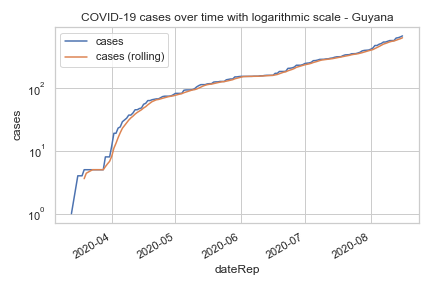 COVID-19 cases over time with logarithmic scale - Guyana
cases
cases (rolling)
10²
10¹
10⁰
cases
2020-04
2020-05
2020-06
2020-07
2020-08
dateRep